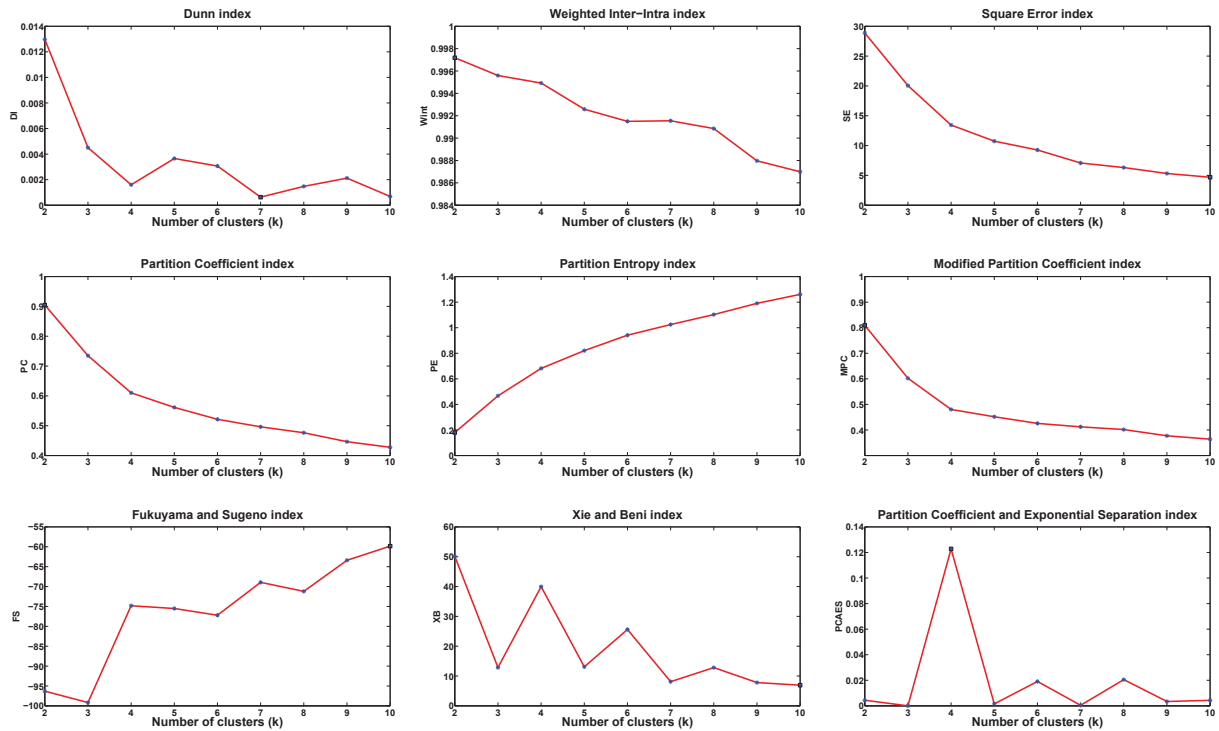 Dunn index
0.014
0.012
0.01
0.008
0.006
0.004
0.002
0
DI
2 3 4 5 6 7 8 9 10
Number of clusters (k)
Weighted Inter−Intra index
1
0.998
0.996
0.994
0.992
0.99
0.988
0.986
0.984
Wint
2 3 4 5 6 7 8 9 10
Number of clusters (k)
Square Error index
30
25
20
15
10
5
0
SE
2 3 4 5 6 7 8 9 10
Number of clusters (k)
Partition Coefficient index
1
0.9
0.8
0.7
0.6
0.5
0.4
PC
2 3 4 5 6 7 8 9 10
Number of clusters (k)
Partition Entropy index
1.4
1.2
1
0.8
0.6
0.4
0.2
0
PE
2 3 4 5 6 7 8 9 10
Number of clusters (k)
Modified Partition Coefficient index
1
0.9
0.8
0.7
0.6
0.5
0.4
MPC
2 3 4 5 6 7 8 9 10
Number of clusters (k)
Fukuyama and Sugeno index
−55
−60
−65
−70
−75
−80
−85
−90
−95
−100
FS
2 3 4 5 6 7 8 9 10
Number of clusters (k)
Xie and Beni index
60
50
40
30
20
10
0
XB
2 3 4 5 6 7 8 9 10
Number of clusters (k)
Partition Coefficient and Exponential Separation index
0.14
0.12
0.1
0.08
0.06
0.04
0.02
0
PCAES
2 3 4 5 6 7 8 9 10
Number of clusters (k)